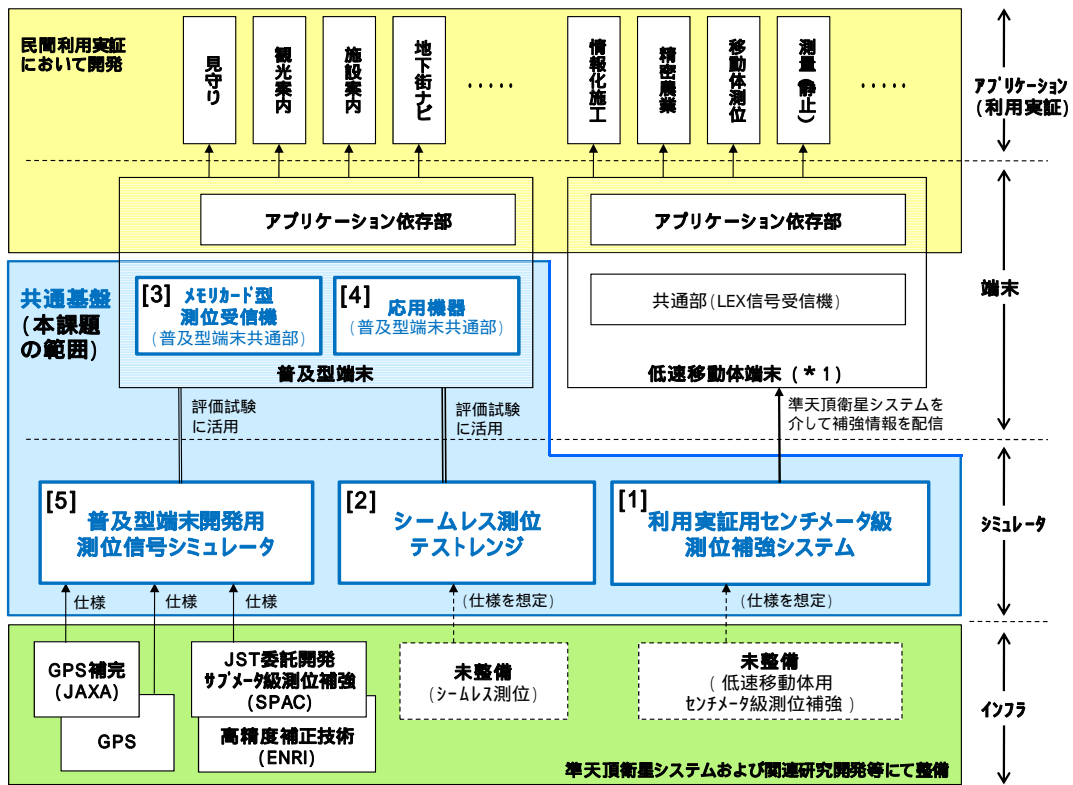 民間利用実証
において開発
見守り
観光案内
施設案内
地下街ナビ
・・・・・
情報化施工
精密農業
移動体測位
測量（静止）
・・・・・
アプリケーション
(利用実証)
アプリケーション依存部
アプリケーション依存部
共通基盤
(本課題
の範囲)
[3] メモリカード型
測位受信機
(普及型端末共通部)
[4] 応用機器
(普及型端末共通部)
普及型端末
共通部(LEX信号受信機)
低速移動体端末 (*1)
端末
評価試験
に活用
評価試験
に活用
準天頂衛星システムを
介して補強情報を配信
[5] 普及型端末開発用
測位信号シミュレータ
[2] シームレス測位
テストレンジ
[1] 利用実証用センチメータ級
測位補強システム
シミュレータ
仕様
仕様
仕様
(仕様を想定)
(仕様を想定)
GPS補完
(JAXA)
GPS
JST委託開発
サブメータ級測位補強
(SPAC)
高精度補正技術
(ENRI)
未整備
(シームレス測位)
未整備
(低速移動体用
センチメータ級測位補強)
インフラ
準天頂衛星システムおよび関連研究開発等にて整備